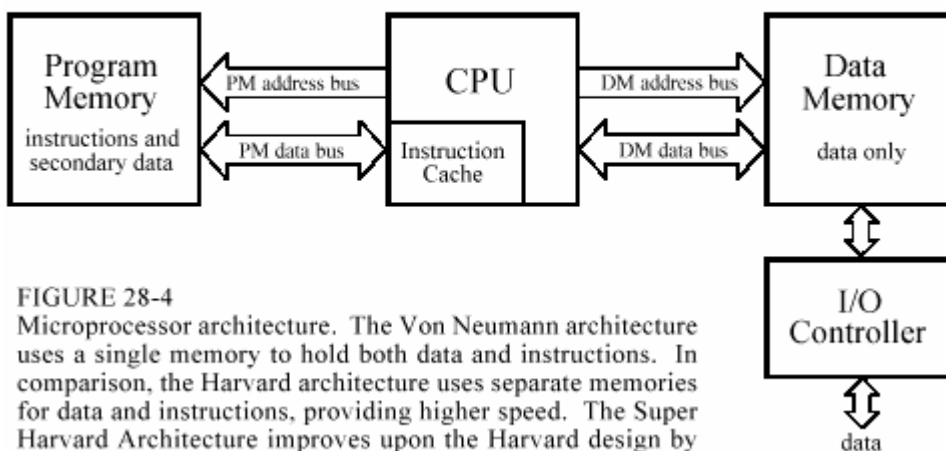 Program
Memory
instructions and
secondary data
PM address bus
PM data bus
CPU
Instruction
Cache
DM address bus
DM data bus
Data
Memory
data only
I/O
Controller
data
FIGURE 28-4
Microprocessor architecture. The Von Neumann architecture
uses a single memory to hold both data and instructions. In
comparison, the Harvard architecture uses separate memories
for data and instructions, providing higher speed. The Super
Harvard Architecture improves upon the Harvard design by